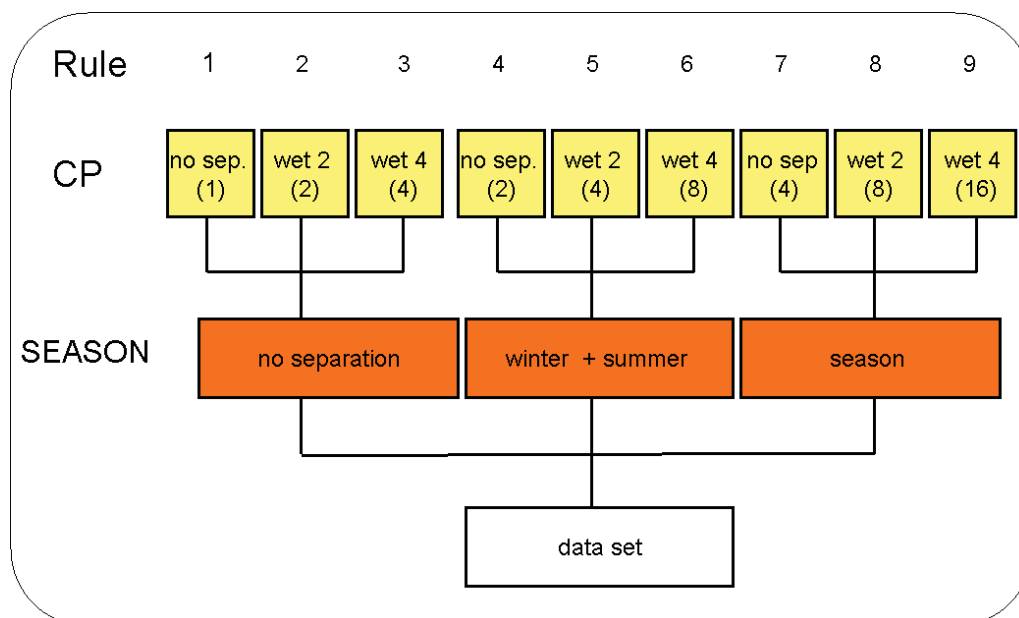 Rule 1 2 3 4 5 6 7 8 9
CP
no sep. wet 2 wet 4 no sep. wet 2 wet 4 no sep wet 2 wet 4
(1) (2) (4) (2) (4) (8) (4) (8) (16)
SEASON
no separation winter + summer season
data set